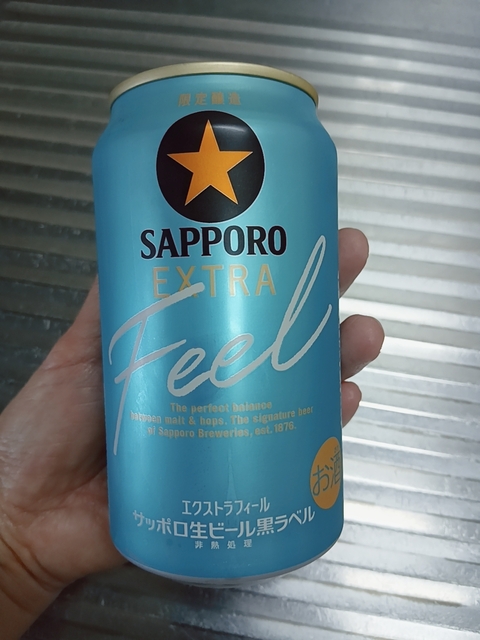 限定醸造
SAPPORO
EXTRA
Feel
The perfect balance
between malt & hops. The signature beer
of Sapporo Breweries, est. 1876.
お酒
エクストラフィール
サッポロ生ビール黒ラベル
非熱処理